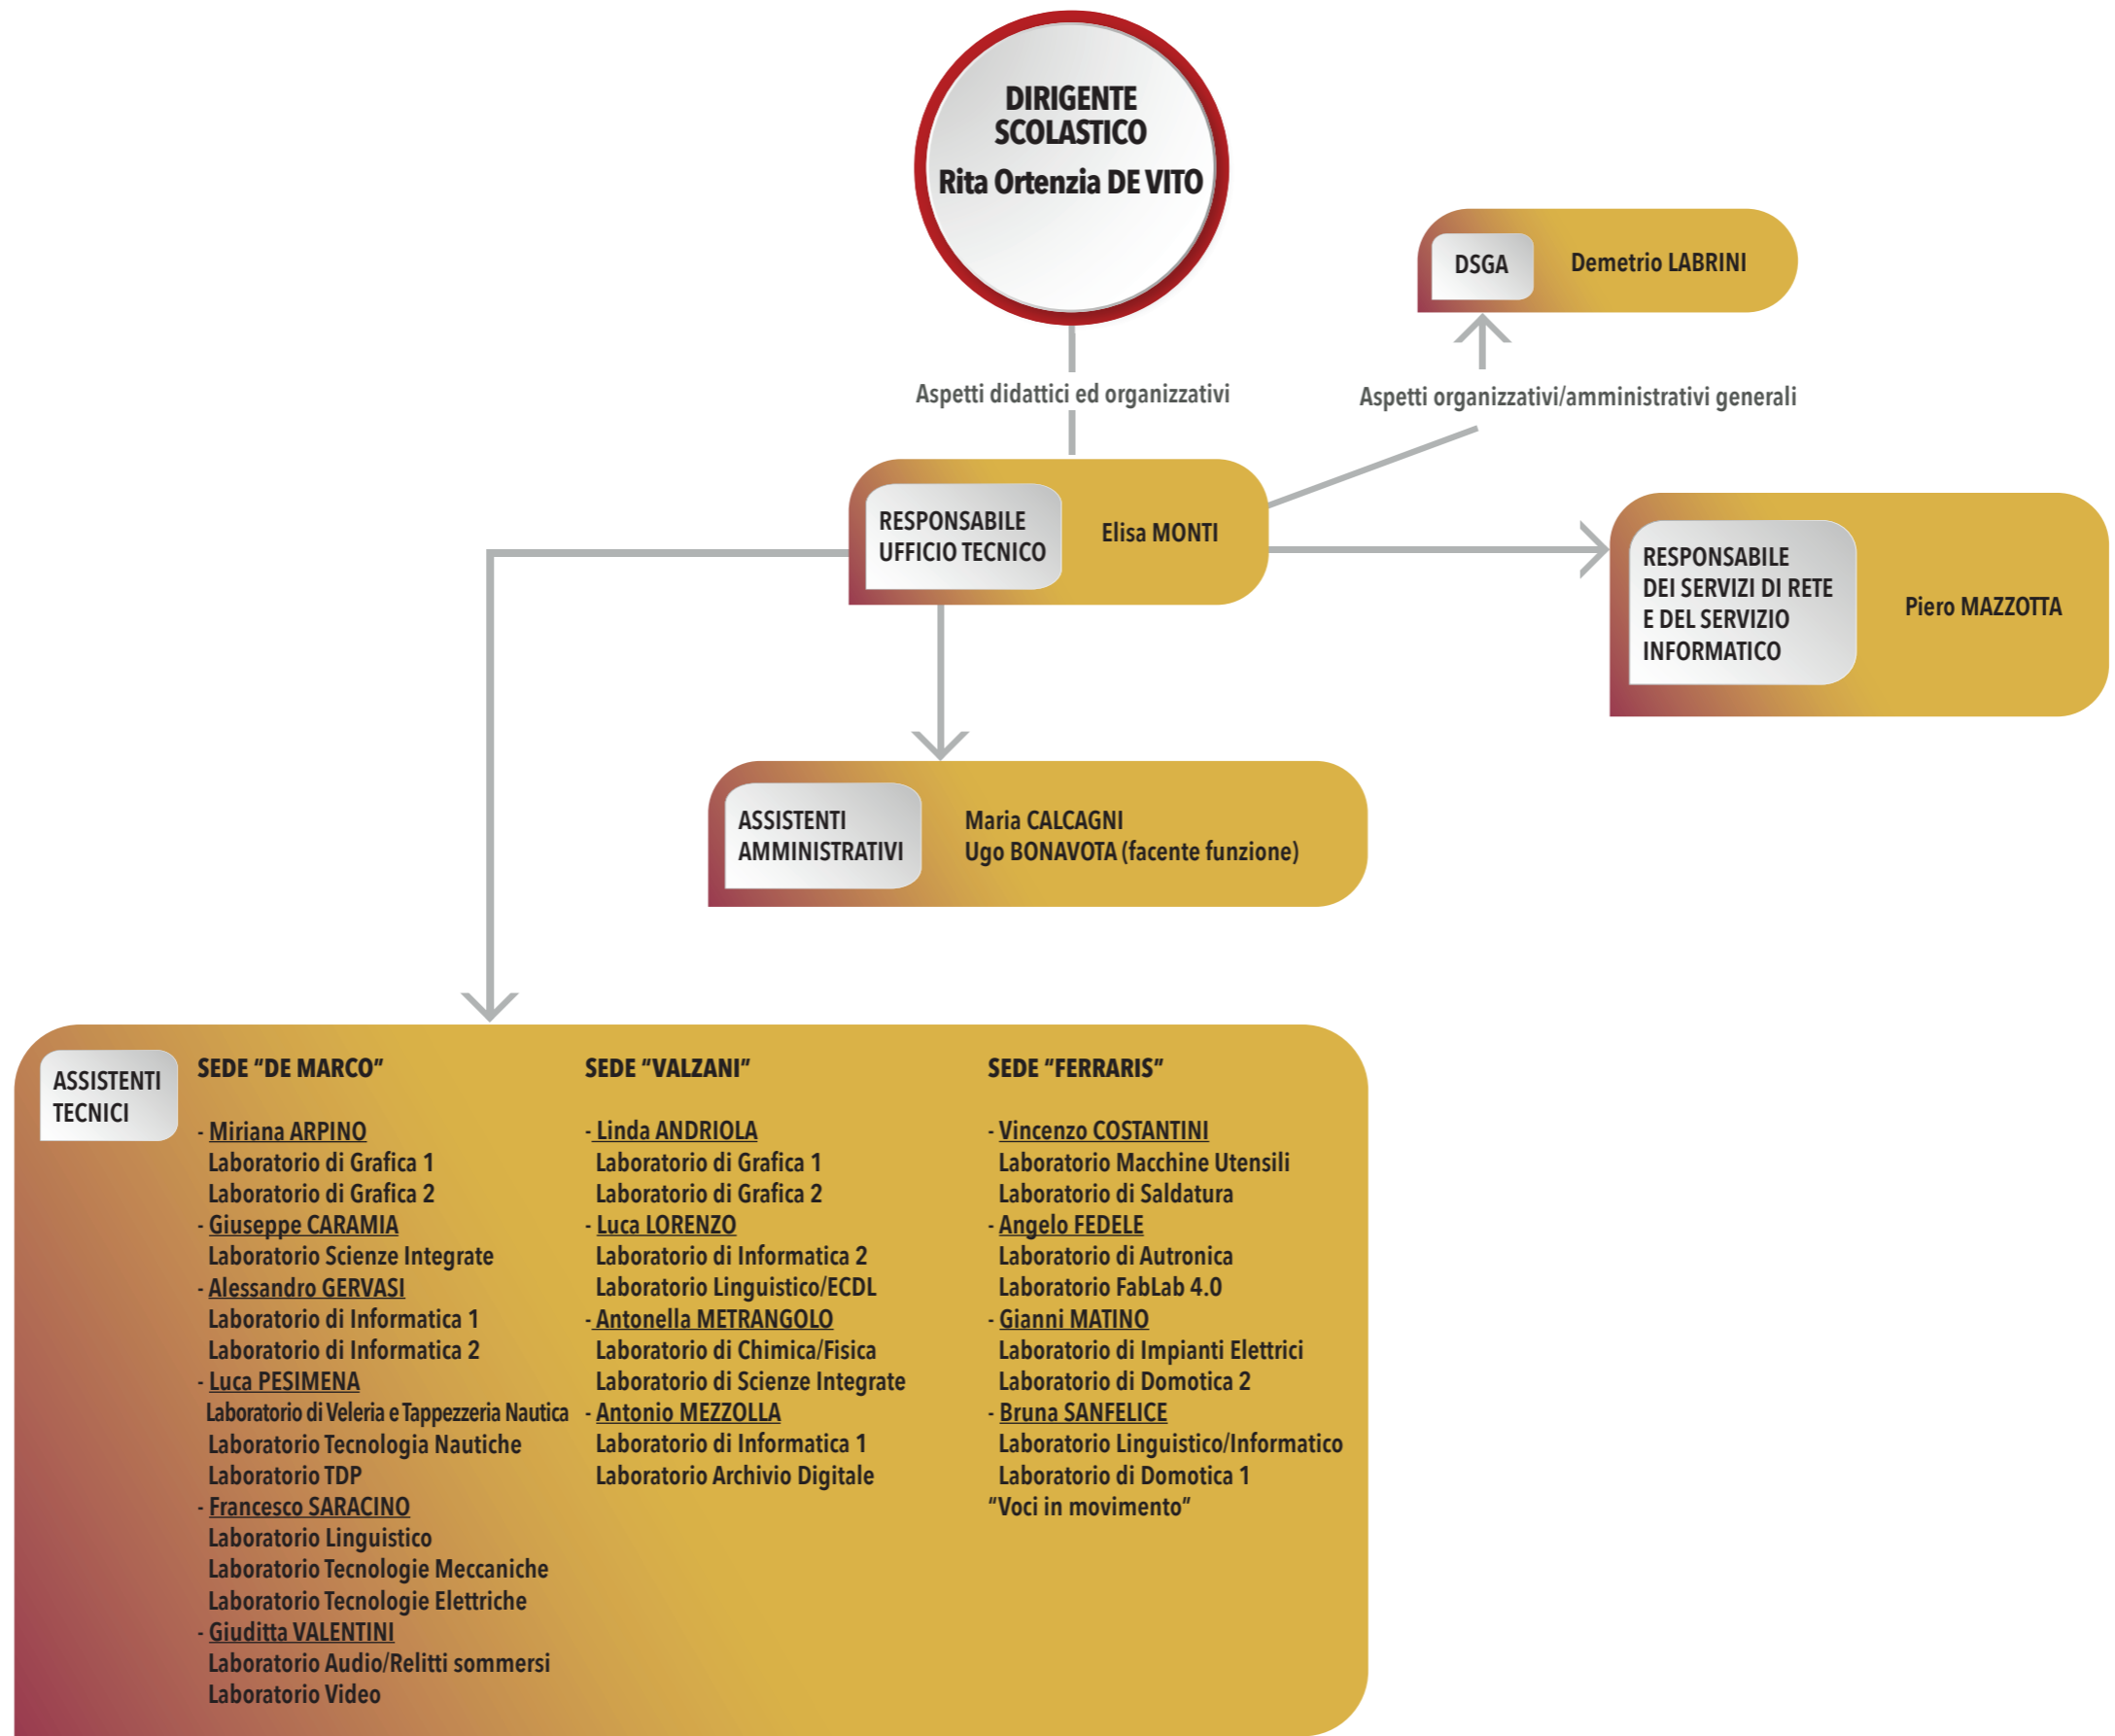 DIRIGENTE
SCOLASTICO
Rita Ortenzia DE VITO
DSGA
Demetrio LABRINI
Aspetti didattici ed organizzativi
Aspetti organizzativi/amministrativi generali
RESPONSABILE
UFFICIO TECNICO
Elisa MONTI
RESPONSABILE
DEI SERVIZI DI RETE
E DEL SERVIZIO
INFORMATICO
Piero MAZZOTTA
ASSISTENTI
AMMINISTRATIVI
Maria CALCAGNI
Ugo BONAVOTA (facente funzione)
ASSISTENTI
TECNICI
SEDE "DE MARCO"
- Miriana ARPINO
Laboratorio di Grafica 1
Laboratorio di Grafica 2
- Giuseppe CARAMIA
Laboratorio Scienze Integrate
- Alessandro GERVASI
Laboratorio di Informatica 1
Laboratorio di Informatica 2
- Luca PESIMENA
Laboratorio di Veleria e Tappezzeria Nautica
Laboratorio Tecnologia Nautiche
Laboratorio TDP
- Francesco SARACINO
Laboratorio Linguistico
Laboratorio Tecnologie Meccaniche
Laboratorio Tecnologie Elettriche
- Giuditta VALENTINI
Laboratorio Audio/Relitti sommersi
Laboratorio Video
SEDE "VALZANI"
- Linda ANDRIOLA
Laboratorio di Grafica 1
Laboratorio di Grafica 2
- Luca LORENZO
Laboratorio di Informatica 2
Laboratorio Linguistico/ECDL
- Antonella METRANGOLO
Laboratorio di Chimica/Fisica
Laboratorio di Scienze Integrate
- Antonio MEZZOLLA
Laboratorio di Informatica 1
Laboratorio Archivio Digitale
SEDE "FERRARIS"
- Vincenzo COSTANTINI
Laboratorio Macchine Utensili
Laboratorio di Saldatura
- Angelo FEDELE
Laboratorio di Autronica
Laboratorio FabLab 4.0
- Gianni MATINO
Laboratorio di Impianti Elettrici
Laboratorio di Domotica 2
- Bruna SANFELICE
Laboratorio Linguistico/Informatico
Laboratorio di Domotica 1
"Voci in movimento"